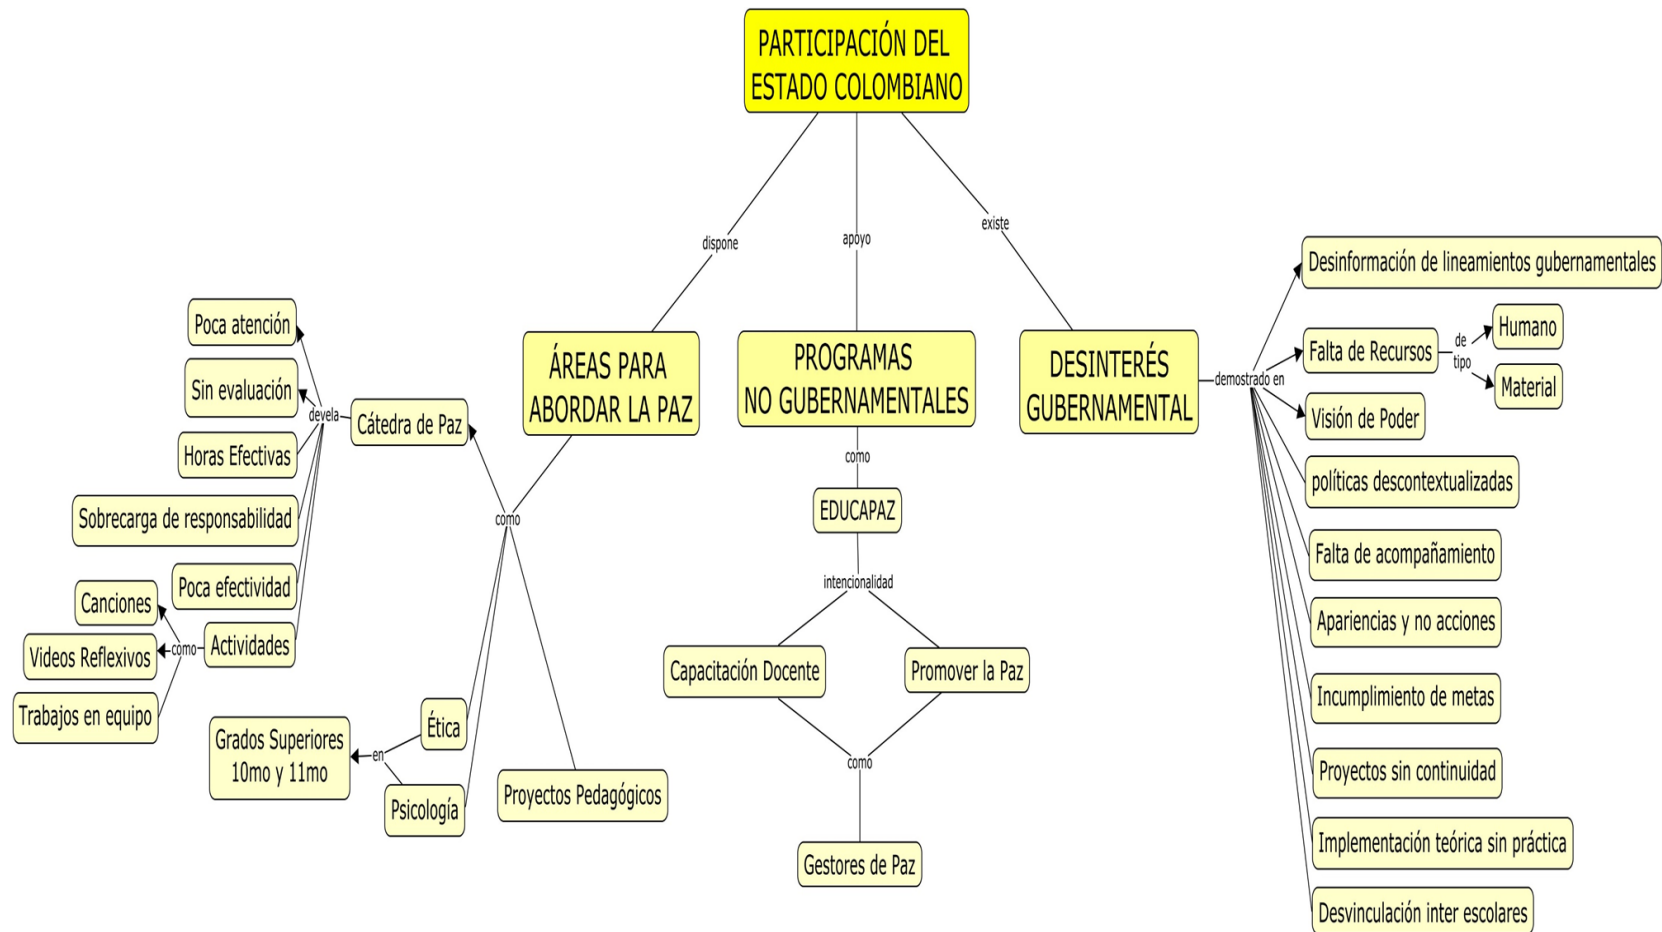 PARTICIPACIÓN DEL
ESTADO COLOMBIANO
dispone
apoyo
existe
ÁREAS PARA
ABORDAR LA PAZ
PROGRAMAS
NO GUBERNAMENTALES
DESINTERÉS
GUBERNAMENTAL
como
Cátedra de Paz
devela
Poca atención
Sin evaluación
Horas Efectivas
Sobrecarga de responsabilidad
Poca efectividad
Actividades
como
Canciones
Videos Reflexivos
Trabajos en equipo
Ética
Psicología
en
Grados Superiores
10mo y 11mo
Proyectos Pedagógicos
como
EDUCAPAZ
intencionalidad
Capacitación Docente
Promover la Paz
como
Gestores de Paz
demostrado en
Desinformación de lineamientos gubernamentales
Falta de Recursos
de
tipo
Humano
Material
Visión de Poder
políticas descontextualizadas
Falta de acompañamiento
Apariencias y no acciones
Incumplimiento de metas
Proyectos sin continuidad
Implementación teórica sin práctica
Desvinculación inter escolares